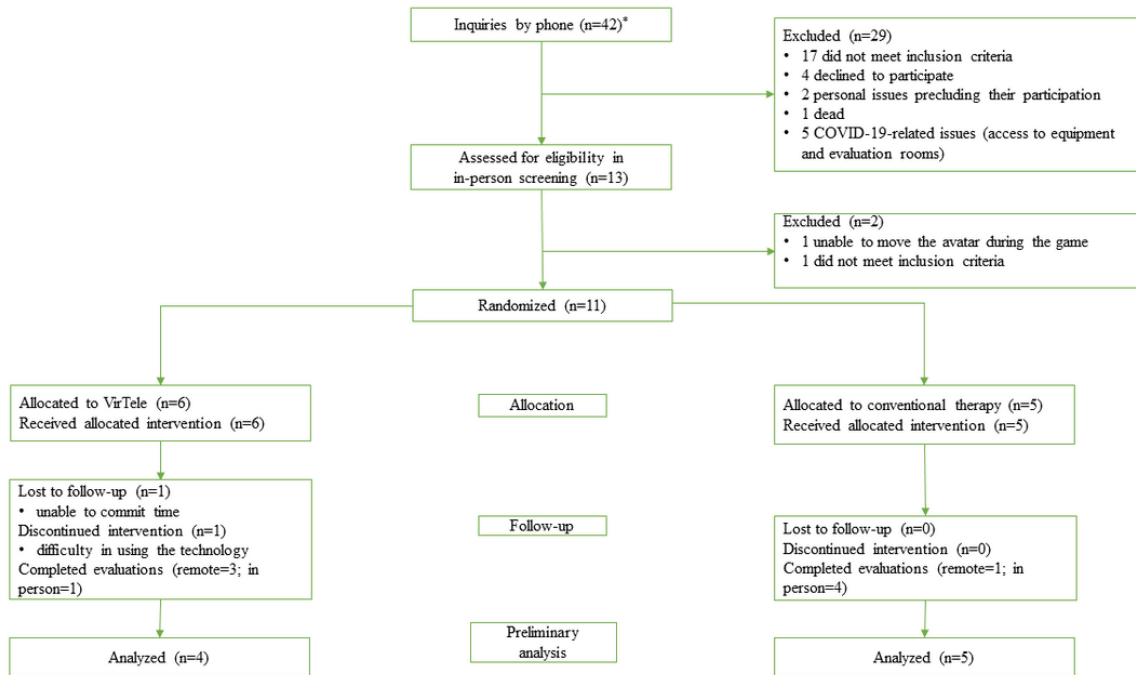 Inquiries by phone (n=42)*
Excluded (n=29)
• 17 did not meet inclusion criteria
• 4 declined to participate
• 2 personal issues precluding their participation
• 1 dead
• 5 COVID-19-related issues (access to equipment
and evaluation rooms)
Assessed for eligibility in
in-person screening (n=13)
Excluded (n=2)
• 1 unable to move the avatar during the game
• 1 did not meet inclusion criteria
Randomized (n=11)
Allocated to VirTele (n=6)
Received allocated intervention (n=6)
Allocation
Allocated to conventional therapy (n=5)
Received allocated intervention (n=5)
Lost to follow-up (n=1)
• unable to commit time
Discontinued intervention (n=1)
• difficulty in using the technology
Completed evaluations (remote=3; in
person=1)
Follow-up
Lost to follow-up (n=0)
Discontinued intervention (n=0)
Completed evaluations (remote=1; in
person=4)
Analyzed (n=4)
Preliminary
analysis
Analyzed (n=5)